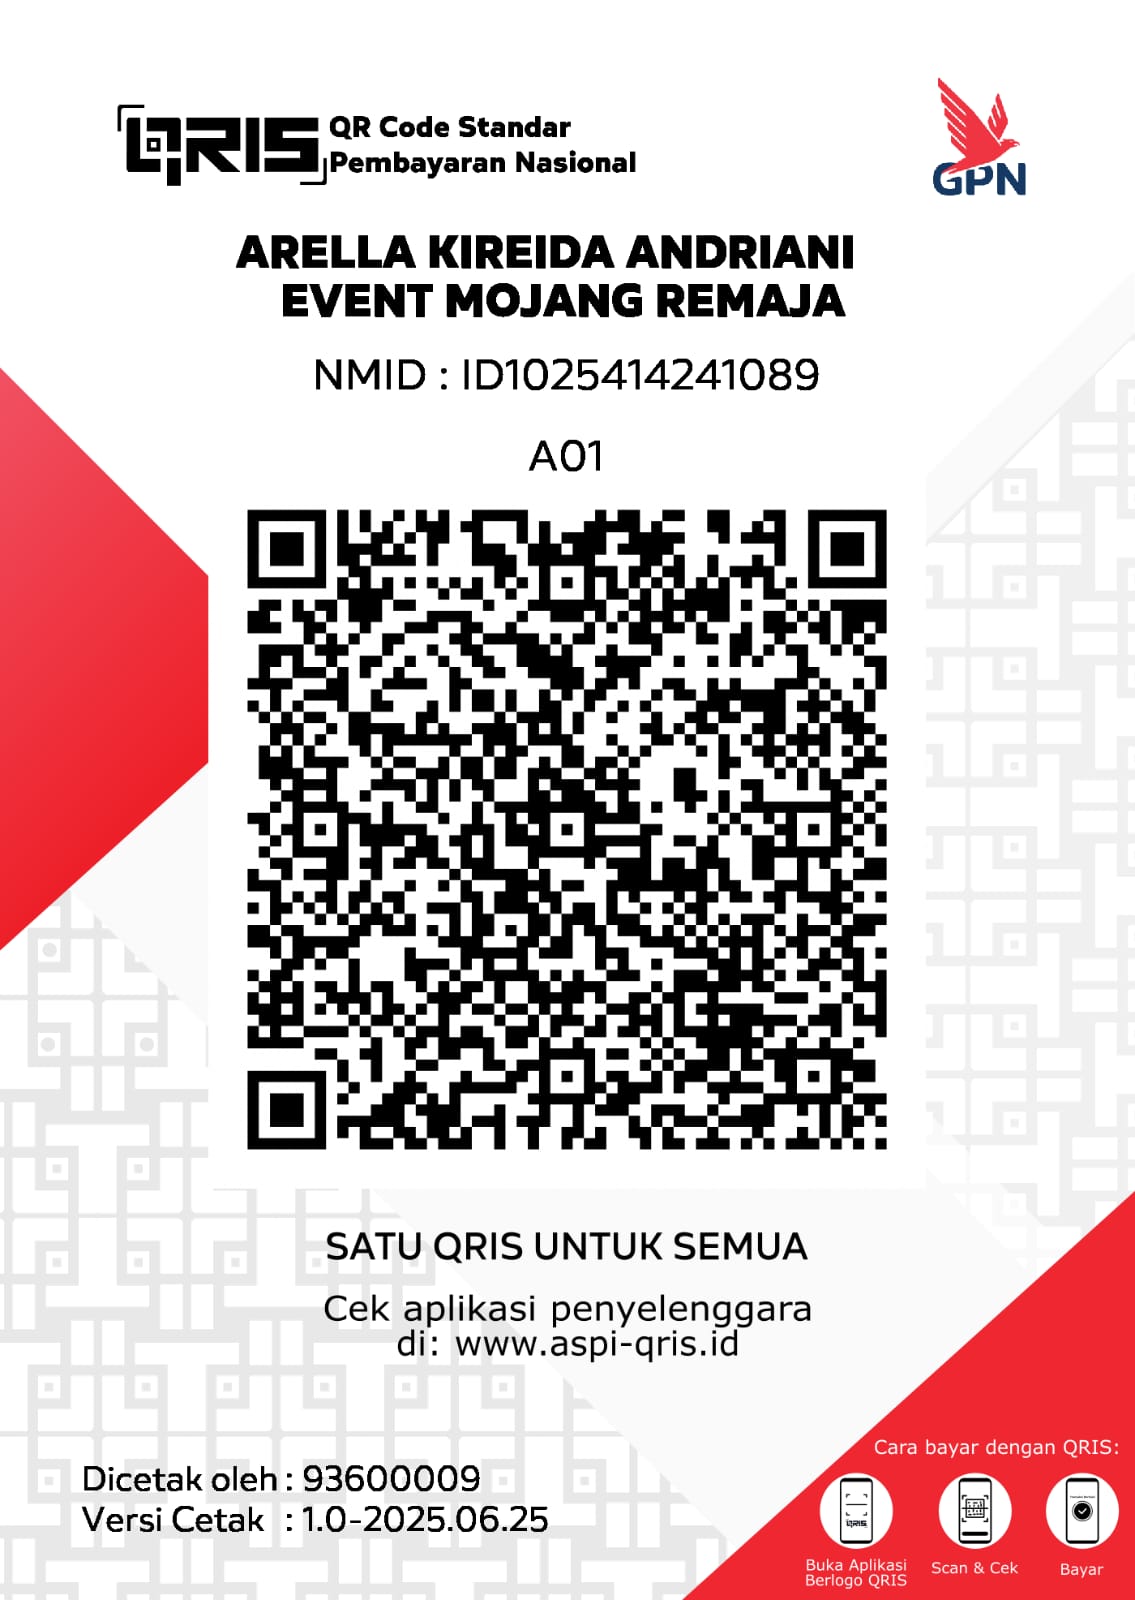 QRIS
QR Code Standar
Pembayaran Nasional
GPN
ARELLA KIREIDA ANDRIANI
EVENT MOJANG REMAJA
NMID : ID1025414241089
A01
SATU QRIS UNTUK SEMUA
Cek aplikasi penyelenggara
di: www.aspi-qris.id
Dicetak oleh : 93600009
Versi Cetak : 1.0-2025.06.25
Cara bayar dengan QRIS:
QRIS
Buka Aplikasi
Berlogo QRIS
Scan & Cek
Bayar